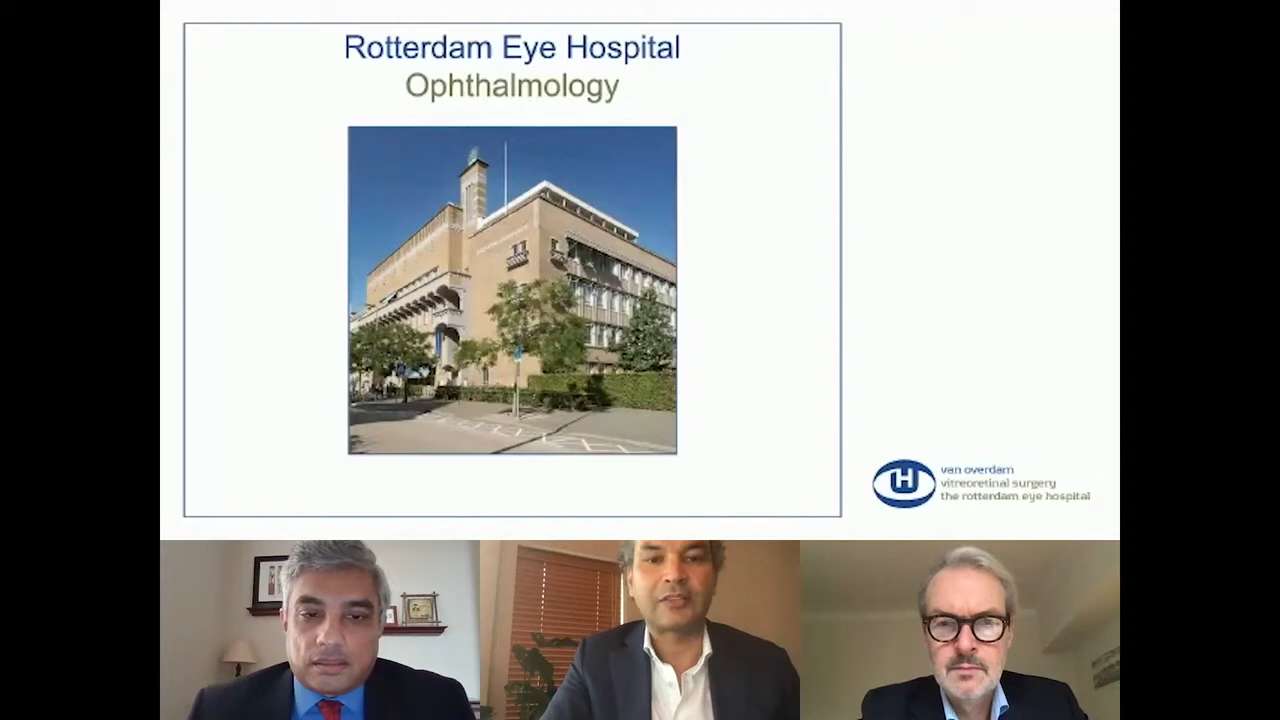 Rotterdam Eye Hospital
Ophthalmology
van overdam
vitreoretinal surgery
the rotterdam eye hospital